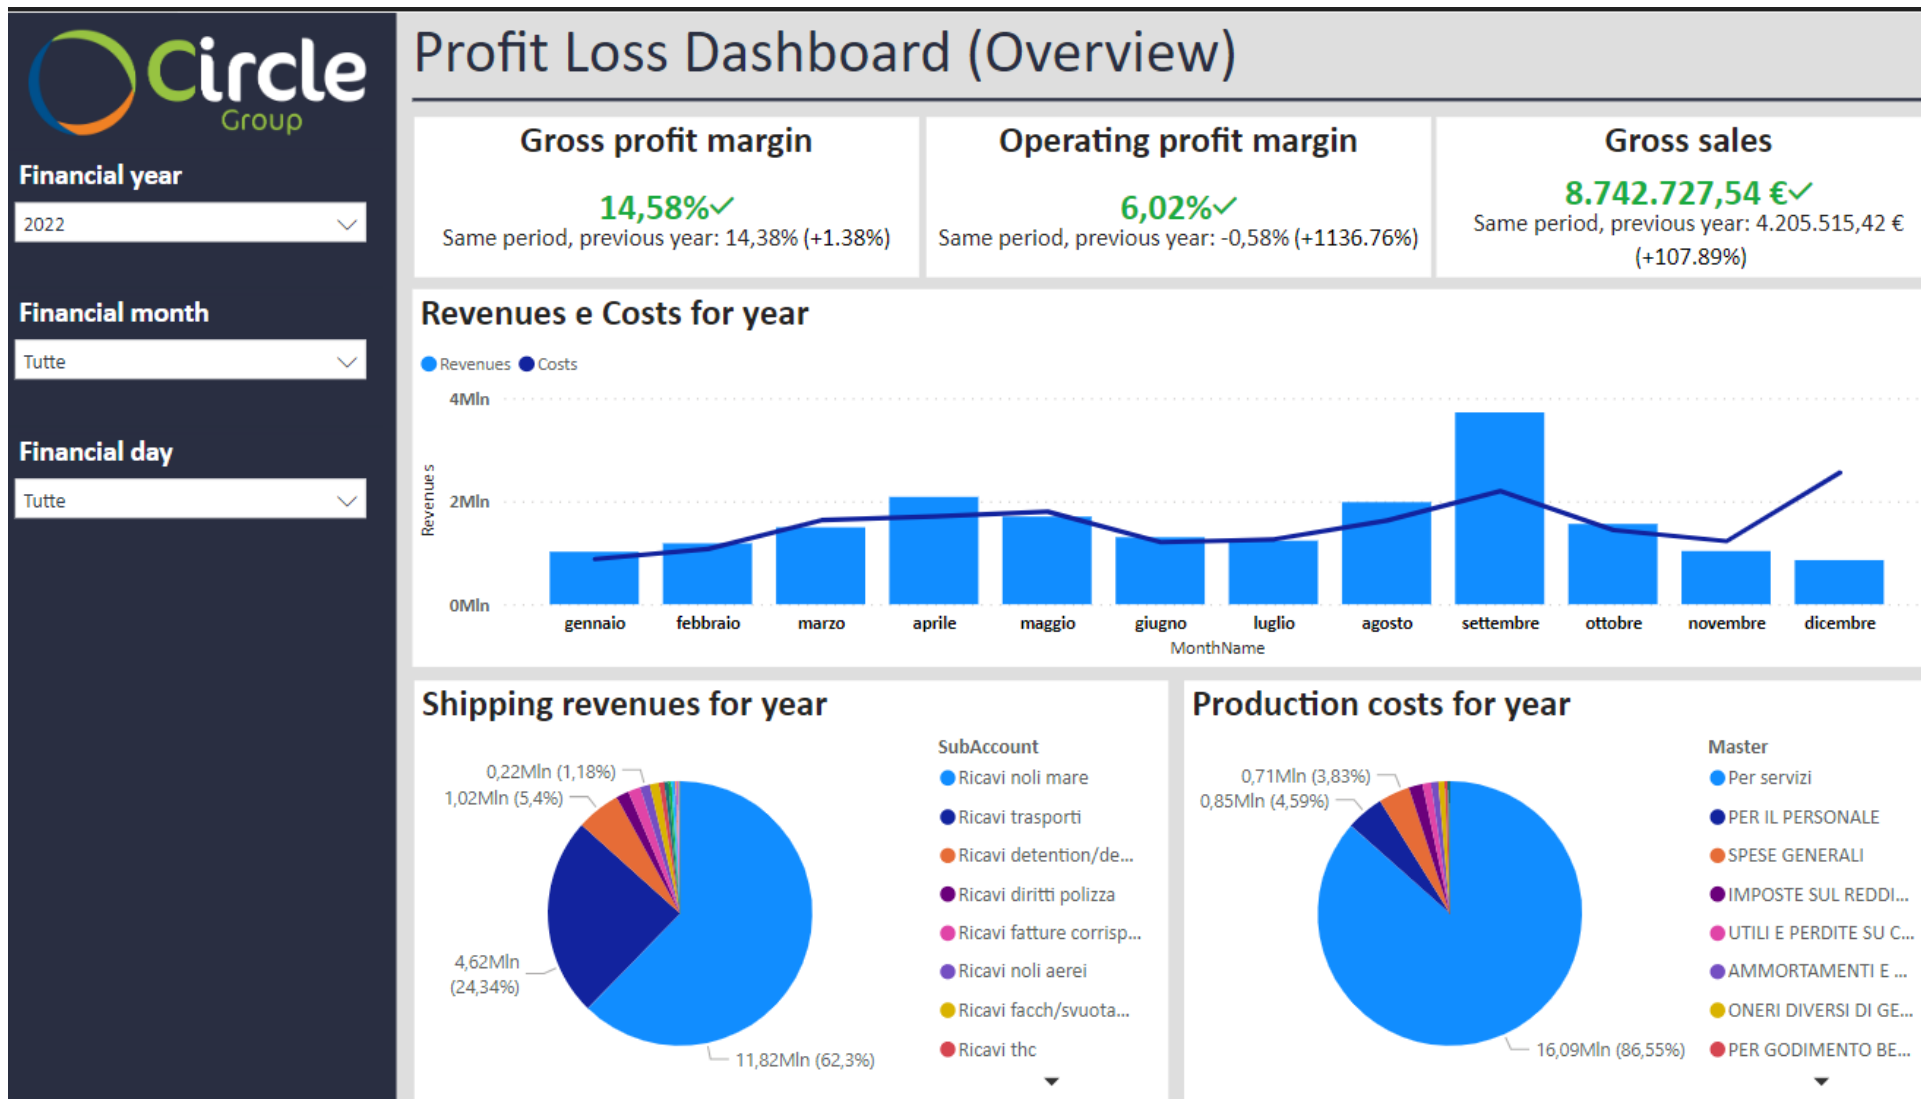 Circle
Group
Financial year
2022
Financial month
Tutte
Financial day
Tutte
Profit Loss Dashboard (Overview)
Gross profit margin
14,58%
Same period, previous year: 14,38% (+1.38%)
Operating profit margin
6,02%
Same period, previous year: -0,58% (+1136.76%)
Gross sales
8.742.727,54 €
Same period, previous year: 4.205.515,42 €
(+107.89%)
Revenues e Costs for year
Revenues Costs
4Mln
2Mln
0Mln
Revenues
gennaio febbraio marzo aprile maggio giugno luglio agosto settembre ottobre novembre dicembre
MonthName
Shipping revenues for year
0,22Mln (1,18%)
1,02Mln (5,4%)
4,62Mln
(24,34%)
11,82Mln (62,3%)
SubAccount
Ricavi noli mare
Ricavi trasporti
Ricavi detention/de...
Ricavi diritti polizza
Ricavi fatture corrisp...
Ricavi noli aerei
Ricavi facch/svuota...
Ricavi thc
Production costs for year
0,71Mln (3,83%)
0,85Mln (4,59%)
16,09Mln (86,55%)
Master
Per servizi
PER IL PERSONALE
SPESE GENERALI
IMPOSTE SUL REDDI...
UTILI E PERDITE SU C...
AMMORTAMENTI E ...
ONERI DIVERSI DI GE...
PER GODIMENTO BE...